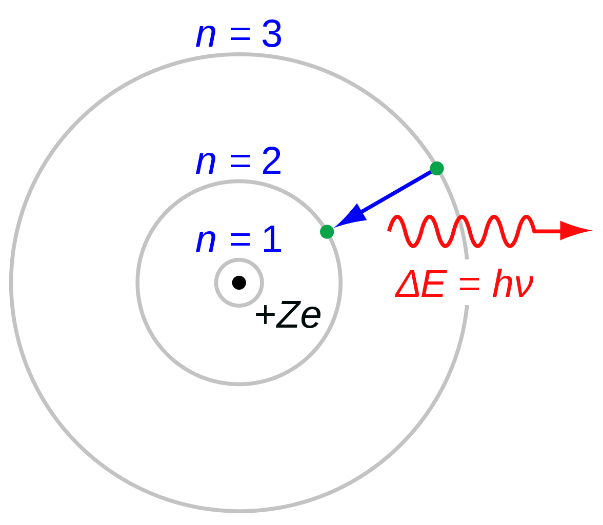 n = 3
n = 2
n = 1
+Ze
ΔE = hν